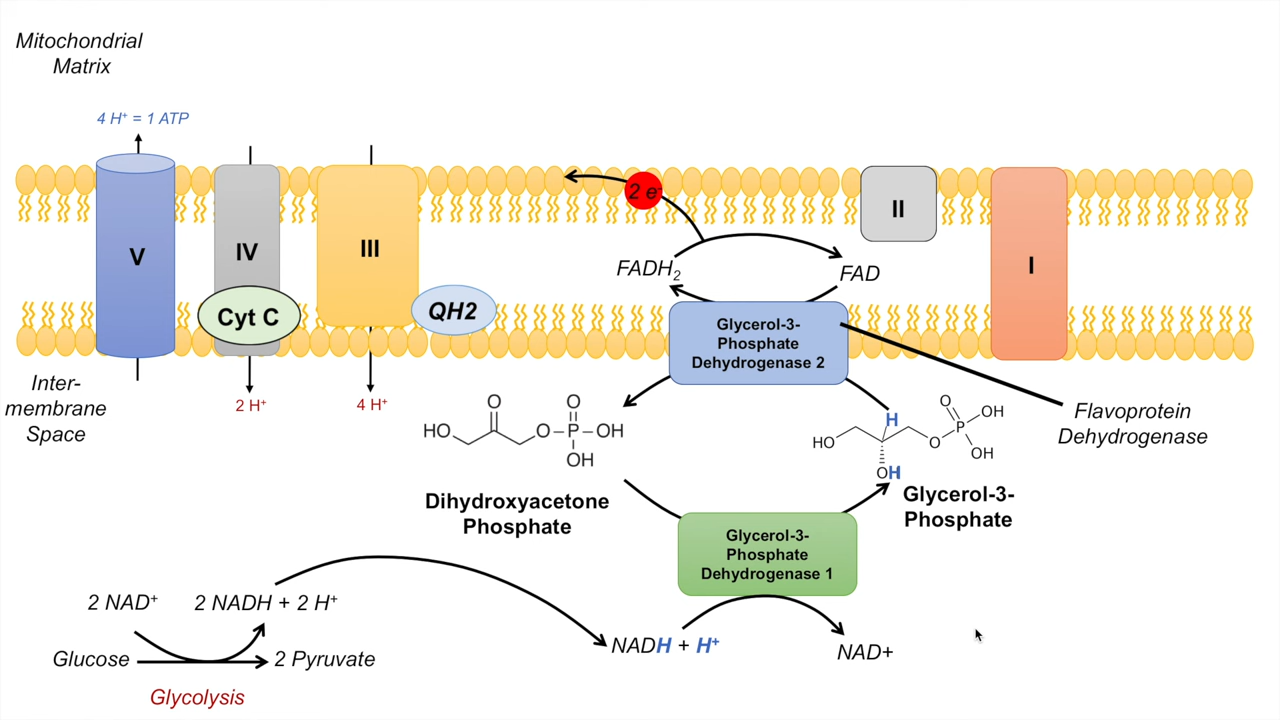 Mitochondrial
Matrix
4 H⁺ = 1 ATP
2 e⁻
II
V
IV
III
I
FADH₂
FAD
Cyt C
QH2
Glycerol-3-
Phosphate
Dehydrogenase 2
Inter-
membrane
Space
2 H⁺
4 H⁺
Flavoprotein
Dehydrogenase
HO
O
O
O
P
OH
OH
HO
H
OH
O
O
P
OH
OH
Dihydroxyacetone
Phosphate
Glycerol-3-
Phosphate
Glycerol-3-
Phosphate
Dehydrogenase 1
2 NAD⁺
2 NADH + 2 H⁺
NADH + H⁺
NAD+
Glucose
2 Pyruvate
Glycolysis